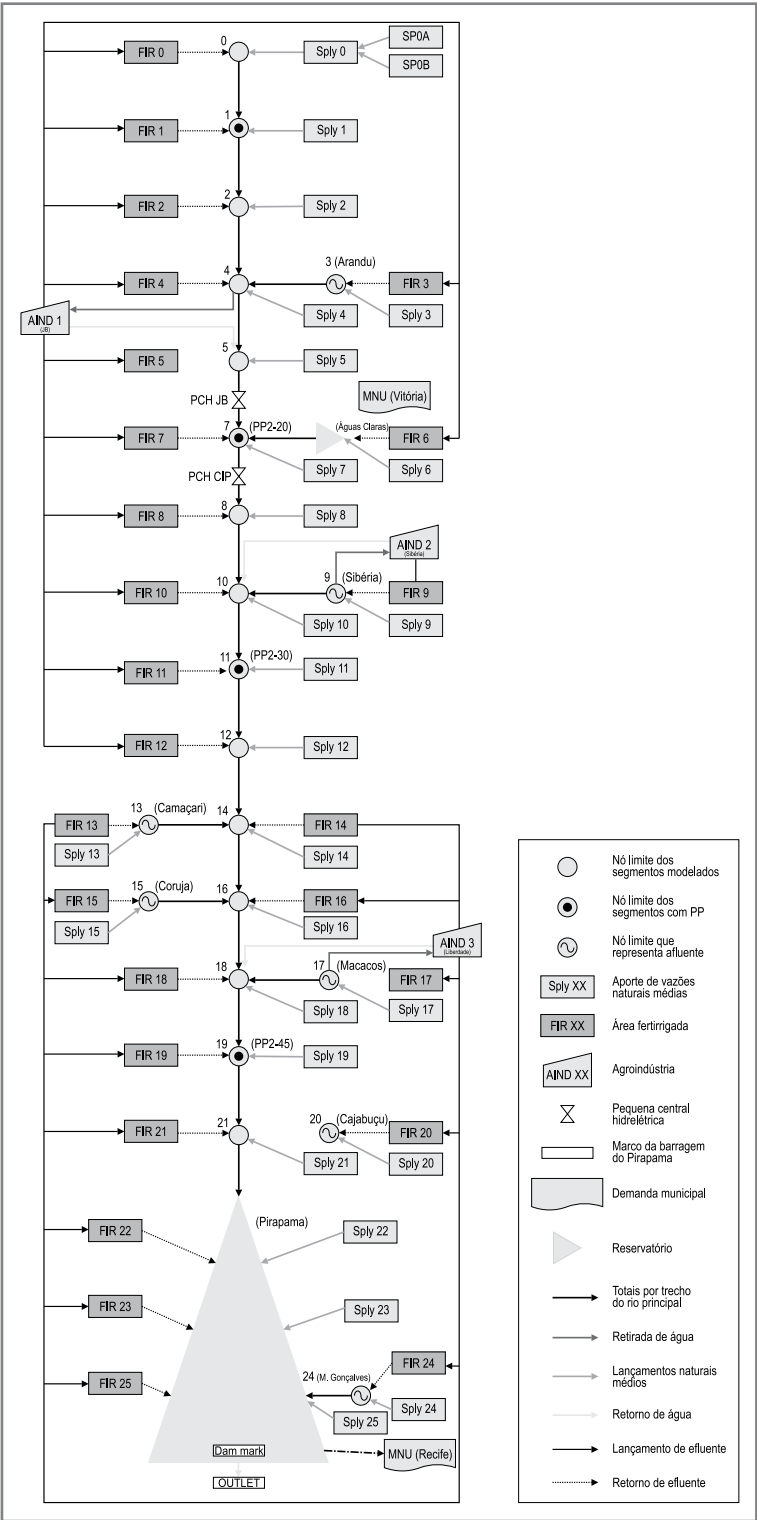 0
SP0A
FIR 0
Sply 0
SP0B
1
FIR 1
Sply 1
2
FIR 2
Sply 2
3 (Arandu)
4
FIR 4
FIR 3
Sply 4
Sply 3
AIND 1
(JB)
5
FIR 5
Sply 5
PCH JB
MNU (Vitória)
7
(PP2-20)
(Águas Claras)
FIR 7
FIR 6
Sply 7
Sply 6
PCH CIP
8
FIR 8
Sply 8
AIND 2
(Sibéria)
10
9
(Sibéria)
FIR 10
FIR 9
Sply 10
Sply 9
11
(PP2-30)
FIR 11
Sply 11
12
FIR 12
Sply 12
13
(Camaçari)
14
FIR 13
FIR 14
Sply 13
Sply 14
15
(Coruja)
16
FIR 15
FIR 16
Sply 15
Sply 16
AIND 3
(Liberdade)
18
17
(Macacos)
FIR 18
FIR 17
Sply 18
Sply 17
19
(PP2-45)
FIR 19
Sply 19
21
20
(Cajabuçu)
FIR 21
FIR 20
Sply 21
Sply 20
(Pirapama)
FIR 22
Sply 22
FIR 23
Sply 23
FIR 24
24 (M. Gonçalves)
FIR 25
Sply 24
Sply 25
Dam mark
MNU (Recife)
OUTLET
Nó limite dos
segmentos modelados
Nó limite dos
segmentos com PP
Nó limite que
representa afluente
Sply XX
Aporte de vazões
naturais médias
FIR XX
Área fertirrigada
AIND XX
Agroindústria
Pequena central
hidrelétrica
Marco da barragem
do Pirapama
Demanda municipal
Reservatório
Totais por trecho
do rio principal
Retirada de água
Lançamentos naturais
médios
Retorno de água
Lançamento de efluente
Retorno de efluente